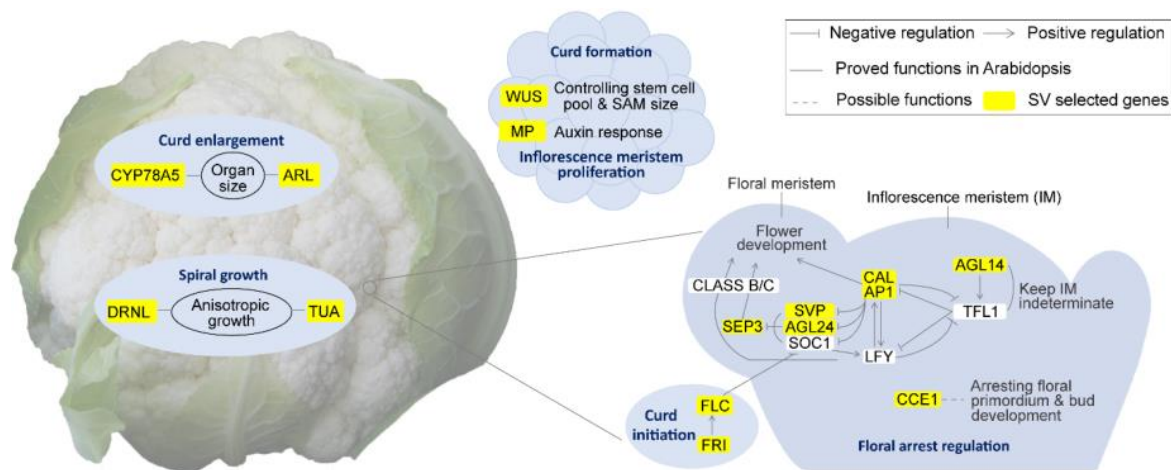 Curd enlargement
CYP78A5
Organ
size
ARL
Spiral growth
DRNL
Anisotropic
growth
TUA
Curd formation
WUS
Controlling stem cell
pool & SAM size
MP
Auxin response
Inflorescence meristem
proliferation
Negative regulation
Positive regulation
Proved functions in Arabidopsis
Possible functions
SV selected genes
Floral meristem
Inflorescence meristem (IM)
Flower
development
CLASS B/C
CAL
AP1
AGL14
Keep IM
indeterminate
TFL1
SVP
SEP3
AGL24
SOC1
LFY
CCE1
Arresting floral
primordium & bud
development
Floral arrest regulation
Curd
initiation
FLC
FRI